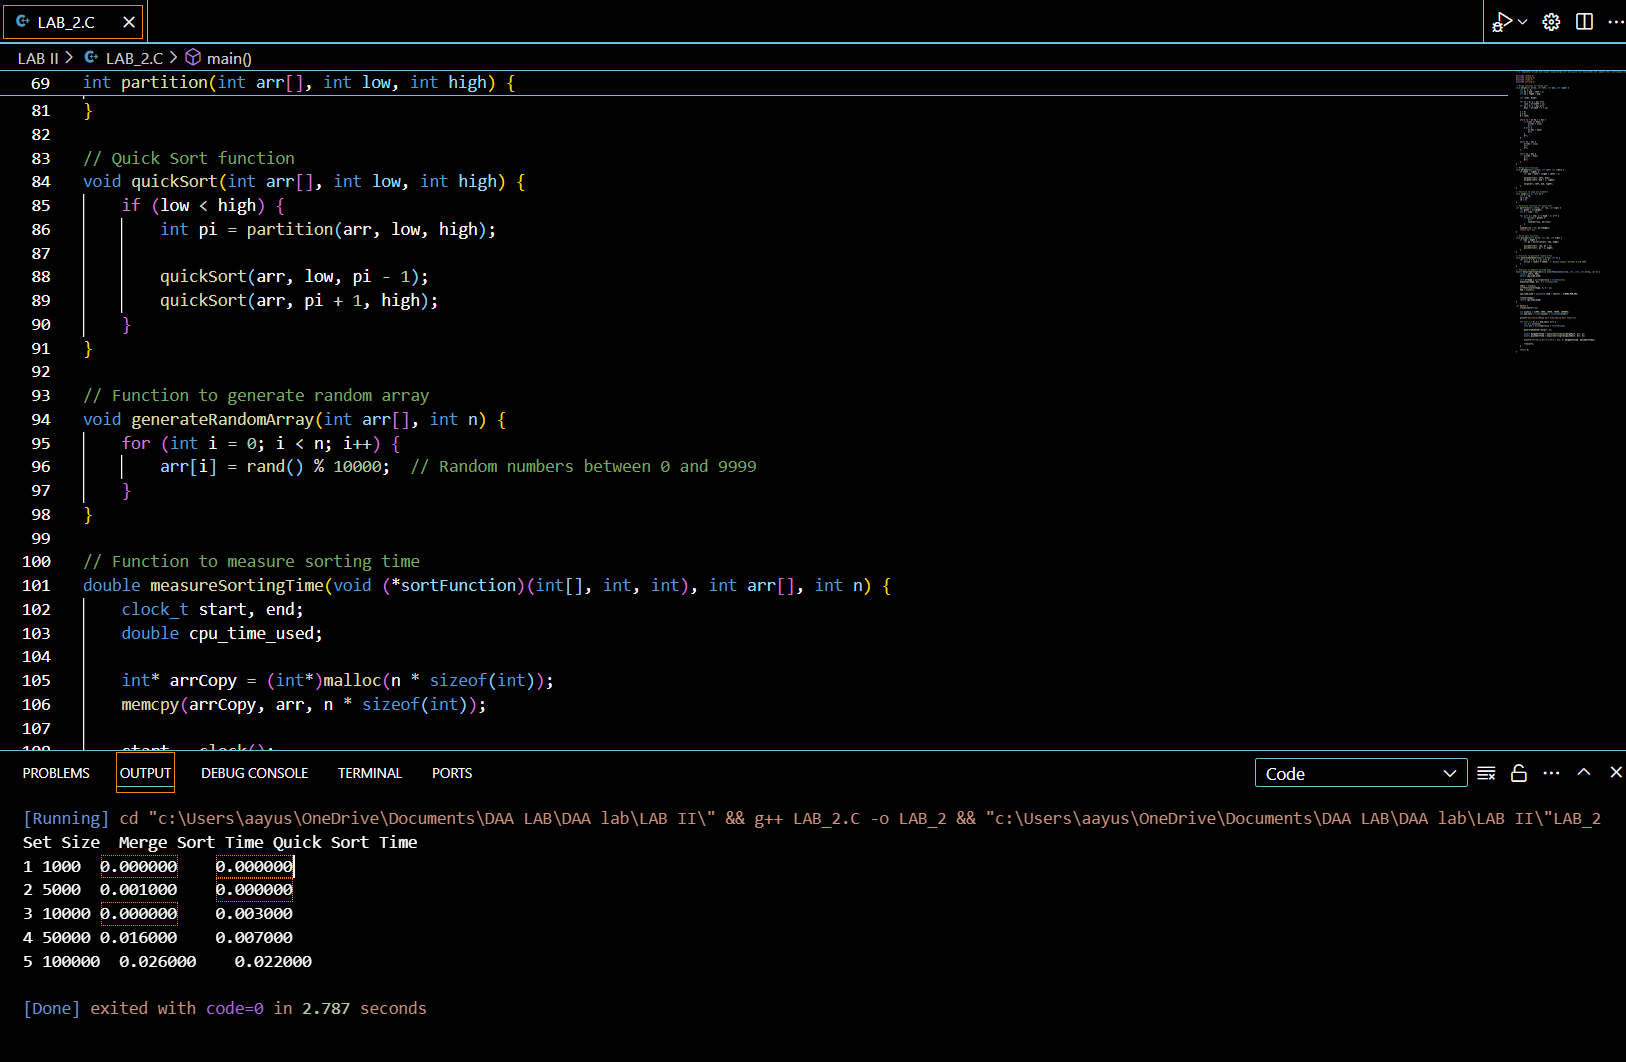 LAB_2.C
LAB II > LAB_2.C > main()
69 int partition(int arr[], int low, int high) {
81 }
82
83 // Quick Sort function
84 void quickSort(int arr[], int low, int high) {
85     if (low < high) {
86         int pi = partition(arr, low, high);
87
88         quickSort(arr, low, pi - 1);
89         quickSort(arr, pi + 1, high);
90     }
91 }
92
93 // Function to generate random array
94 void generateRandomArray(int arr[], int n) {
95     for (int i = 0; i < n; i++) {
96         arr[i] = rand() % 10000;  // Random numbers between 0 and 9999
97     }
98 }
99
100 // Function to measure sorting time
101 double measureSortingTime(void (*sortFunction)(int[], int, int), int arr[], int n) {
102     clock_t start, end;
103     double cpu_time_used;
104
105     int* arrCopy = (int*)malloc(n * sizeof(int));
106     memcpy(arrCopy, arr, n * sizeof(int));
107
108     start = clock();
PROBLEMS OUTPUT DEBUG CONSOLE TERMINAL PORTS Code
[Running] cd "c:\Users\aayus\OneDrive\Documents\DAA LAB\DAA lab\LAB II\" && g++ LAB_2.C -o LAB_2 && "c:\Users\aayus\OneDrive\Documents\DAA LAB\DAA lab\LAB II\"LAB_2
Set Size  Merge Sort Time Quick Sort Time
1 1000  0.000000    0.000000
2 5000  0.001000    0.000000
3 10000 0.000000    0.003000
4 50000 0.016000    0.007000
5 100000  0.026000    0.022000
[Done] exited with code=0 in 2.787 seconds